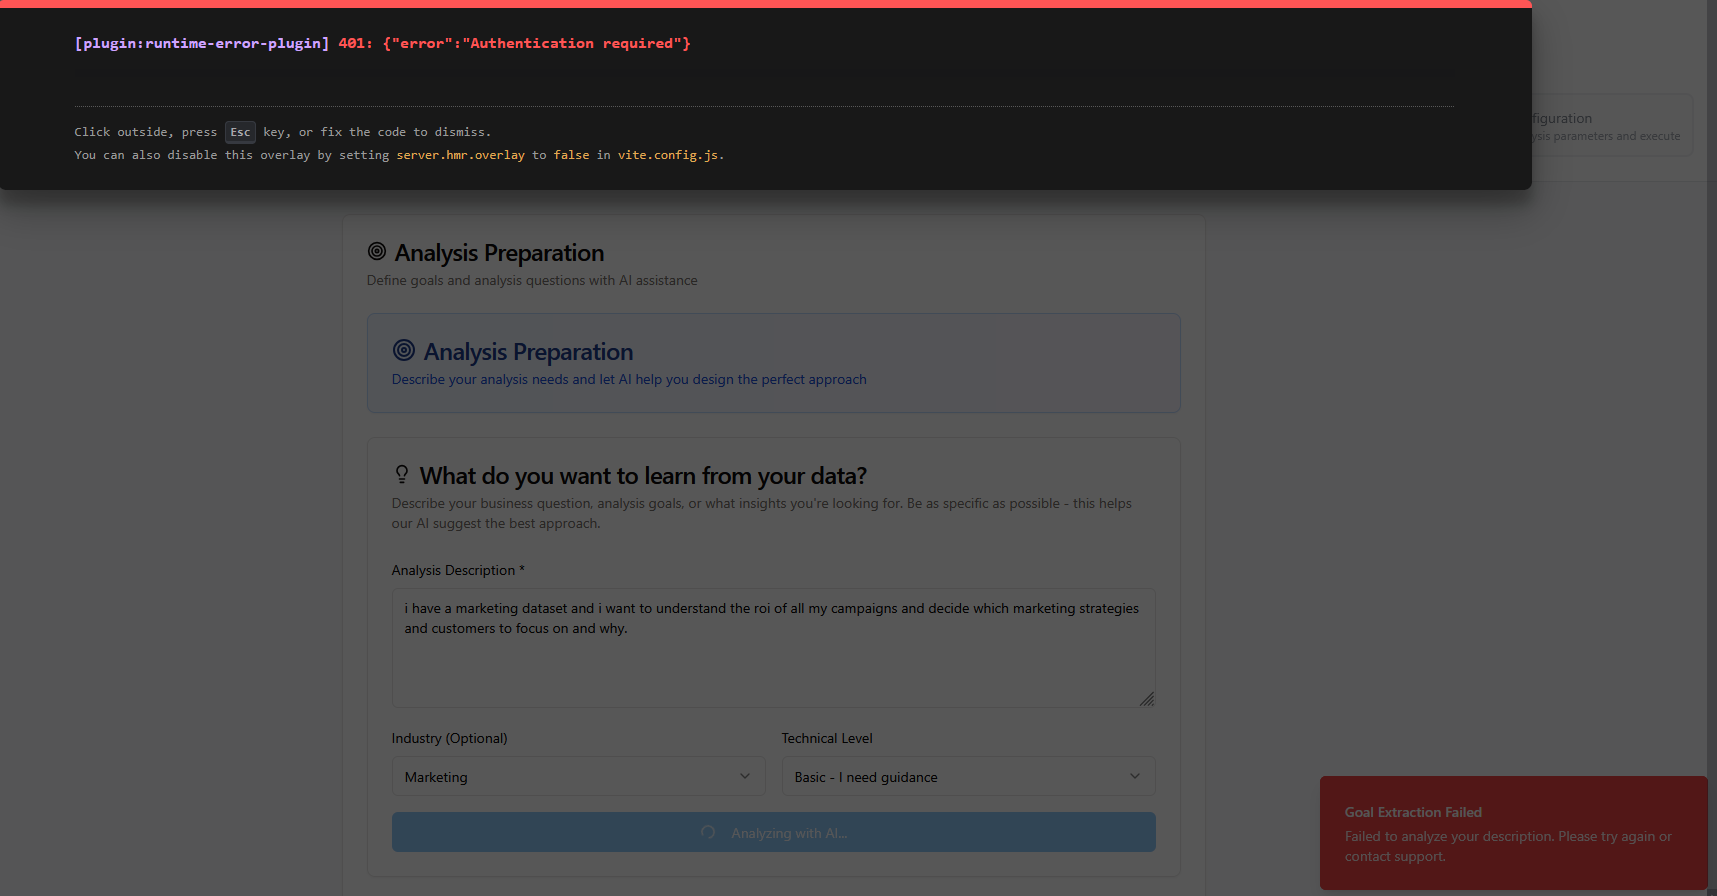 [plugin:runtime-error-plugin] 401: {"error":"Authentication required"}
Click outside, press Esc key, or fix the code to dismiss.
You can also disable this overlay by setting server.hmr.overlay to false in vite.config.js.
figuration
ysis parameters and execute
Analysis Preparation
Define goals and analysis questions with AI assistance
Analysis Preparation
Describe your analysis needs and let AI help you design the perfect approach
What do you want to learn from your data?
Describe your business question, analysis goals, or what insights you're looking for. Be as specific as possible - this helps
our AI suggest the best approach.
Analysis Description *
i have a marketing dataset and i want to understand the roi of all my campaigns and decide which marketing strategies
and customers to focus on and why.
Industry (Optional)
Technical Level
Marketing
Basic - I need guidance
Analyzing with AI...
Goal Extraction Failed
Failed to analyze your description. Please try again or
contact support.